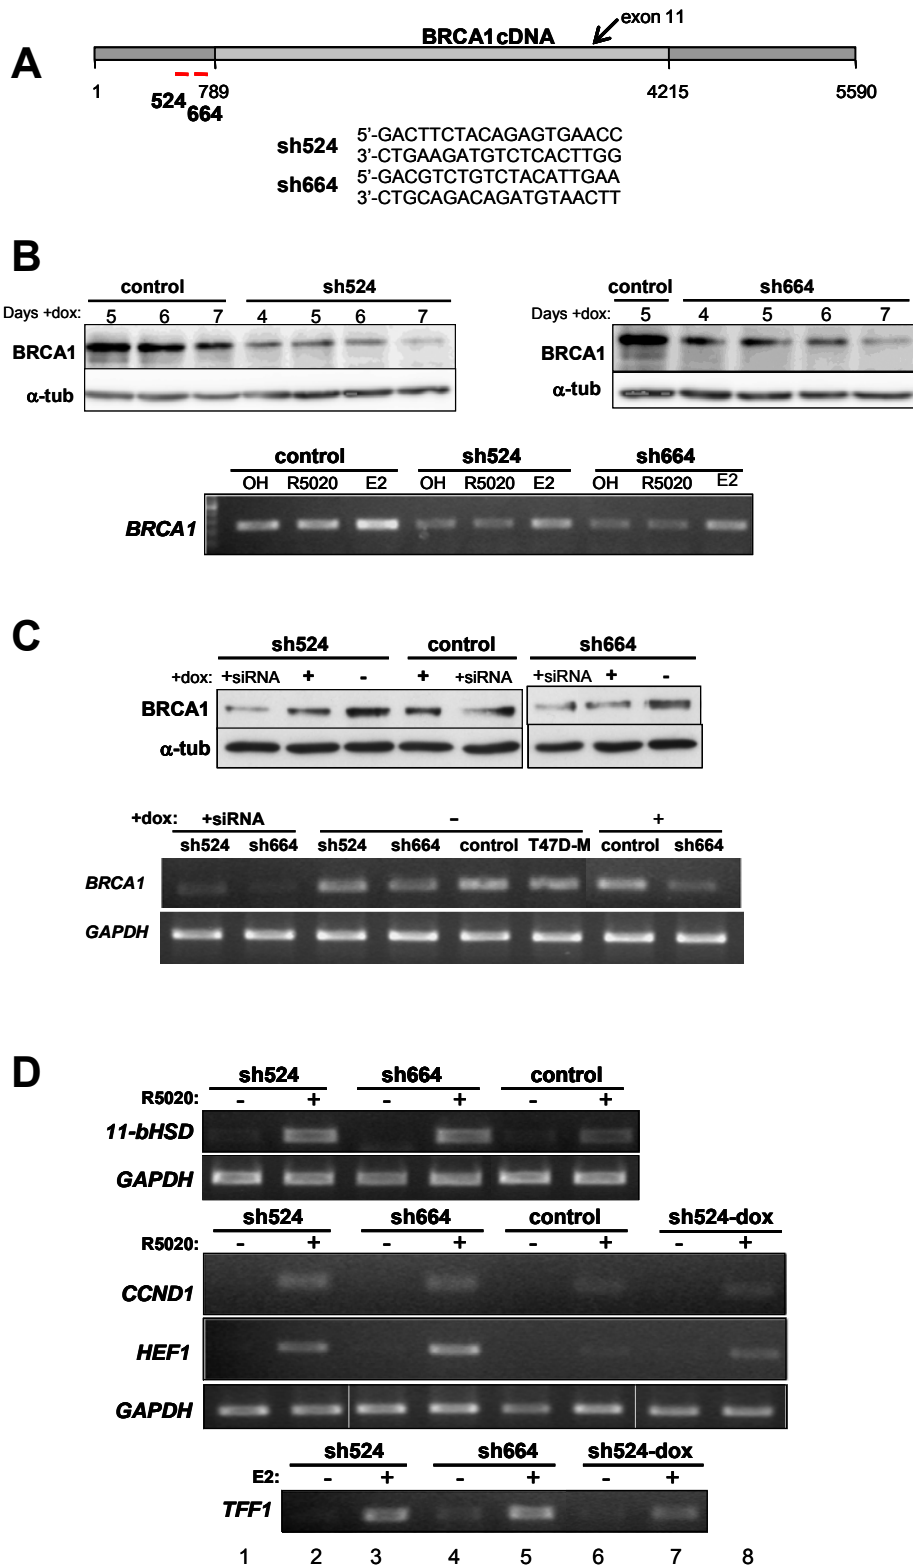 exon 11
BRCA1cDNA
A
1 789 4215 5590
524
664
sh524 5'-GACTTCTACAGAGTGAACC
3'-CTGAAGATGTCTCACTTGG
sh664 5'-GACGTCTGTCTACATTGAA
3'-CTGCAGACAGATGTAACTT
B
control sh524
Days +dox: 5 6 7 4 5 6 7
BRCA1
α-tub
control sh664
Days +dox: 5 4 5 6 7
BRCA1
α-tub
control sh524 sh664
OH R5020 E2 OH R5020 E2 OH R5020 E2
BRCA1
C
sh524 control sh664
+dox: +siRNA + - + +siRNA +siRNA + -
BRCA1
α-tub
+dox: +siRNA – +
sh524 sh664 sh524 sh664 control T47D-M control sh664
BRCA1
GAPDH
D
sh524 sh664 control
R5020: - + - + - +
11-bHSD
GAPDH
sh524 sh664 control sh524-dox
R5020: - + - + - + - +
CCND1
HEF1
GAPDH
sh524 sh664 sh524-dox
E2: - + - + - +
TFF1
1 2 3 4 5 6 7 8